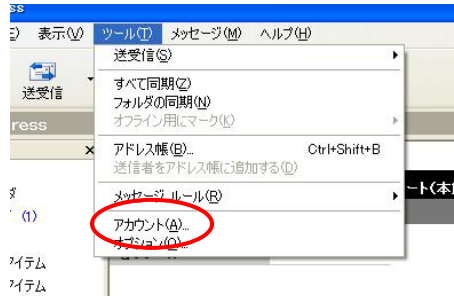 ss
E) 表示(V) ツール(T) メッセージ(M) ヘルプ(H)
送受信
ress
送受信(S)
すべて同期(Z)
フォルダの同期(N)
オフライン用にマーク(K)
アドレス帳(B)... Ctrl+Shift+B
送信者をアドレス帳に追加する(D)
メッセージ ルール(R)
アカウント(A)...
オプション(O)...
ダ
(1)
アイテム
アイテム
ート(本